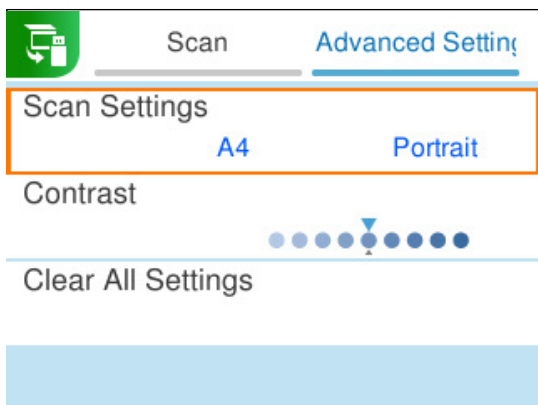 Scan
Advanced Setting
Scan Settings
A4 Portrait
Contrast
Clear All Settings